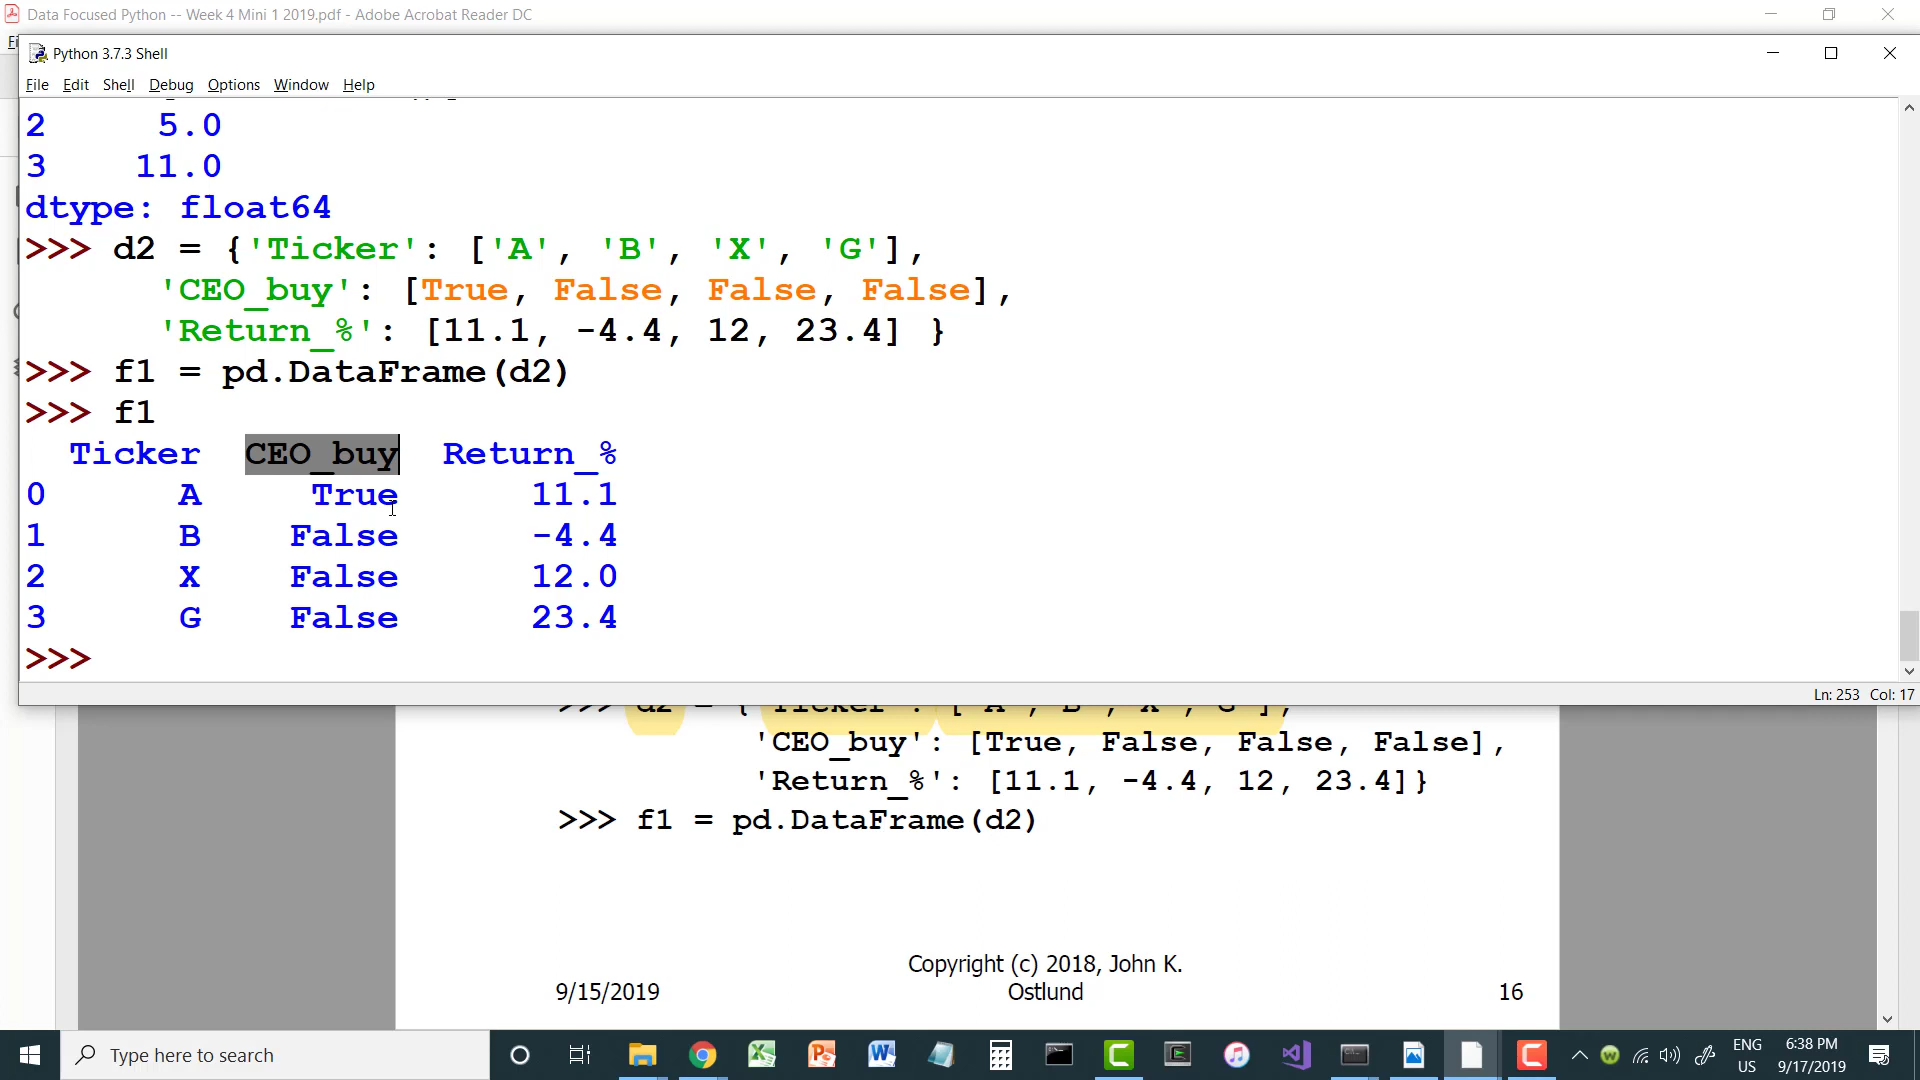 Data Focused Python -- Week 4 Mini 1 2019.pdf - Adobe Acrobat Reader DC
Python 3.7.3 Shell
File Edit Shell Debug Options Window Help
2 5.0
3 11.0
dtype: float64
>>> d2 = {'Ticker': ['A', 'B', 'X', 'G'],
'CEO_buy': [True, False, False, False],
'Return_%': [11.1, -4.4, 12, 23.4] }
>>> f1 = pd.DataFrame(d2)
>>> f1
Ticker CEO_buy Return_%
0 A True 11.1
1 B False -4.4
2 X False 12.0
3 G False 23.4
>>>
Ln: 253 Col: 17
>>> d2 = {'Ticker': ['A','B','X','G'],
'CEO_buy': [True, False, False, False],
'Return_%': [11.1, -4.4, 12, 23.4]}
>>> f1 = pd.DataFrame(d2)
Copyright (c) 2018, John K.
9/15/2019 Ostlund 16
Type here to search
ENG 6:38 PM
US 9/17/2019